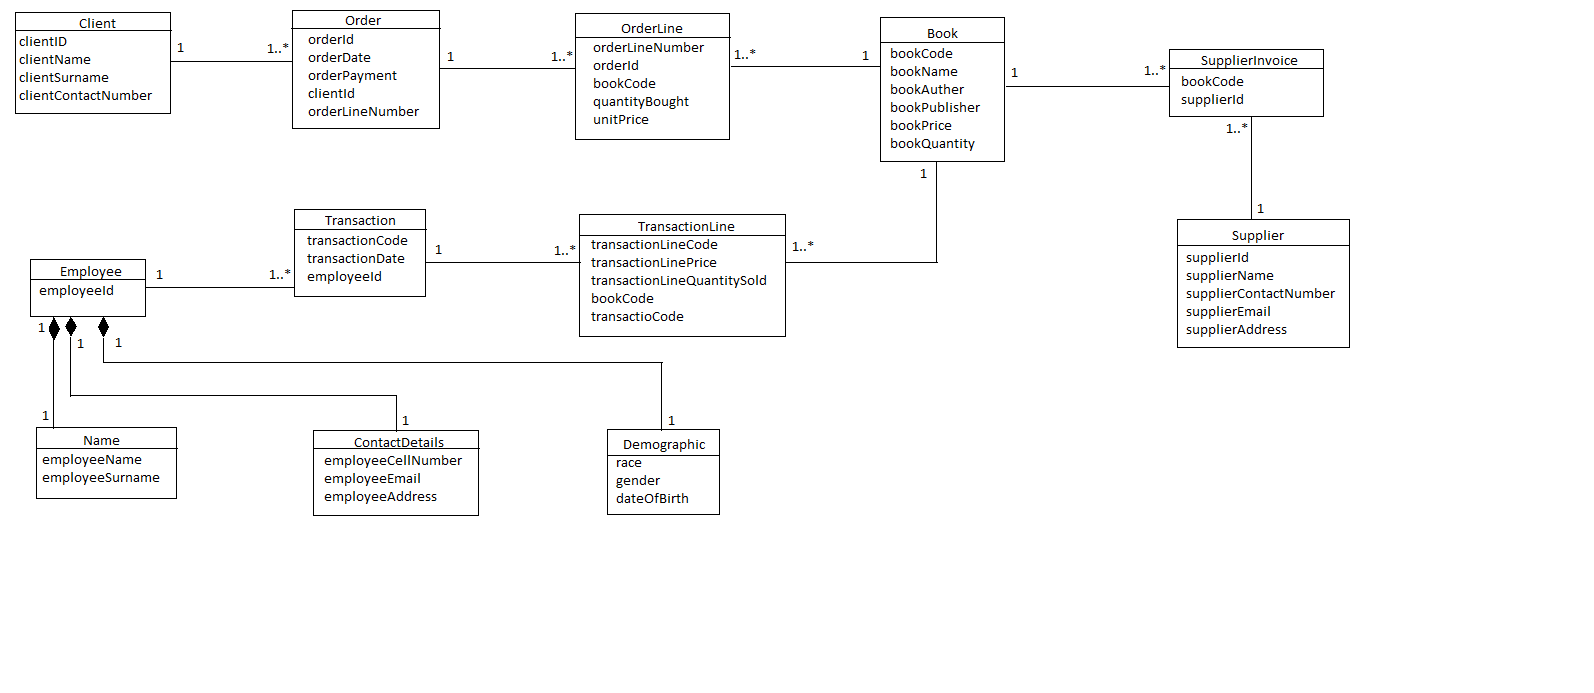 Client
clientID
clientName
clientSurname
clientContactNumber
1
1..*
Order
orderId
orderDate
orderPayment
clientId
orderLineNumber
1
1..*
OrderLine
orderLineNumber
orderId
bookCode
quantityBought
unitPrice
1..*
1
Book
bookCode
bookName
bookAuther
bookPublisher
bookPrice
bookQuantity
1
1..*
SupplierInvoice
bookCode
supplierId
1..*
1
Supplier
supplierId
supplierName
supplierContactNumber
supplierEmail
supplierAddress
1
1..*
TransactionLine
transactionLineCode
transactionLinePrice
transactionLineQuantitySold
bookCode
transactioCode
1..*
1
Transaction
transactionCode
transactionDate
employeeId
1..*
1
Employee
employeeId
1
1
1
1
Name
employeeName
employeeSurname
1
ContactDetails
employeeCellNumber
employeeEmail
employeeAddress
1
Demographic
race
gender
dateOfBirth